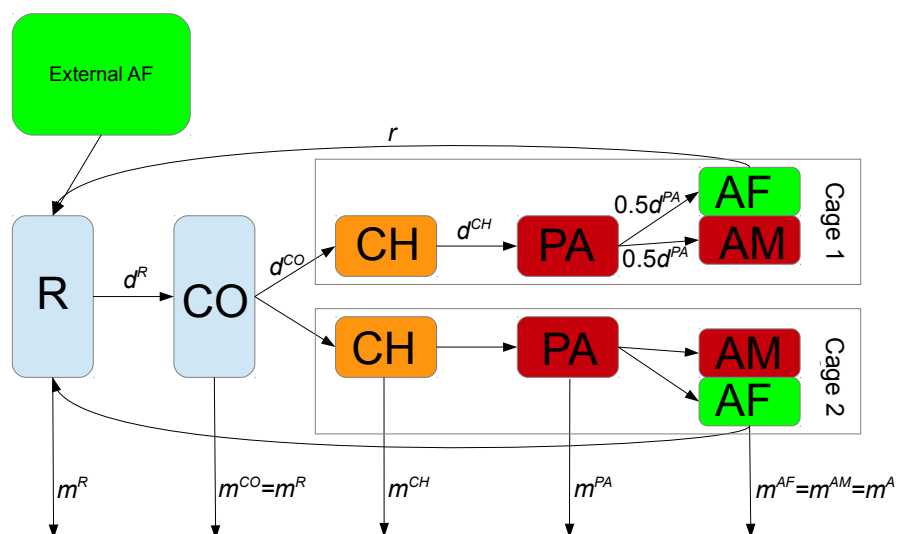 External AF
r
R
d^R
CO
d^CO
CH
d^CH
PA
0.5d^PA
0.5d^PA
AF
AM
Cage 1
CH
PA
AM
AF
Cage 2
m^R
m^CO=m^R
m^CH
m^PA
m^AF=m^AM=m^A